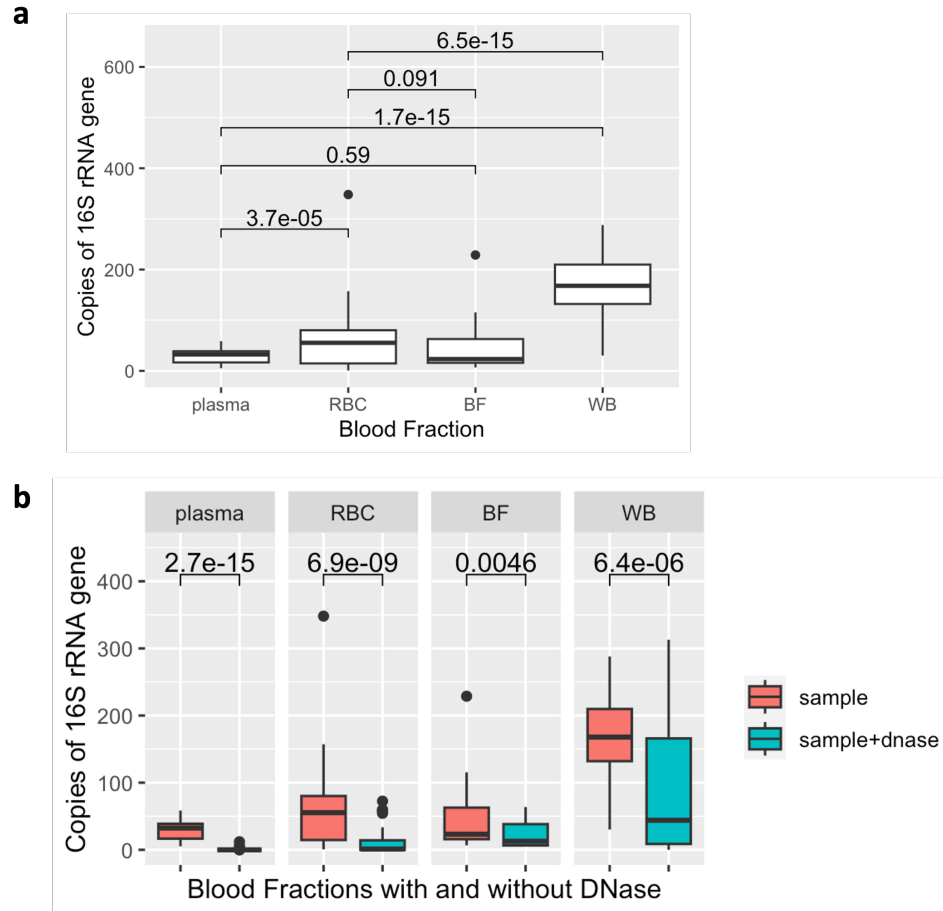 a
6.5e-15
0.091
1.7e-15
0.59
3.7e-05
600
400
200
0
Copies of 16S rRNA gene
plasma RBC BF WB
Blood Fraction
b
plasma RBC BF WB
2.7e-15 6.9e-09 0.0046 6.4e-06
400
300
200
100
0
Copies of 16S rRNA gene
sample
sample+dnase
Blood Fractions with and without DNase